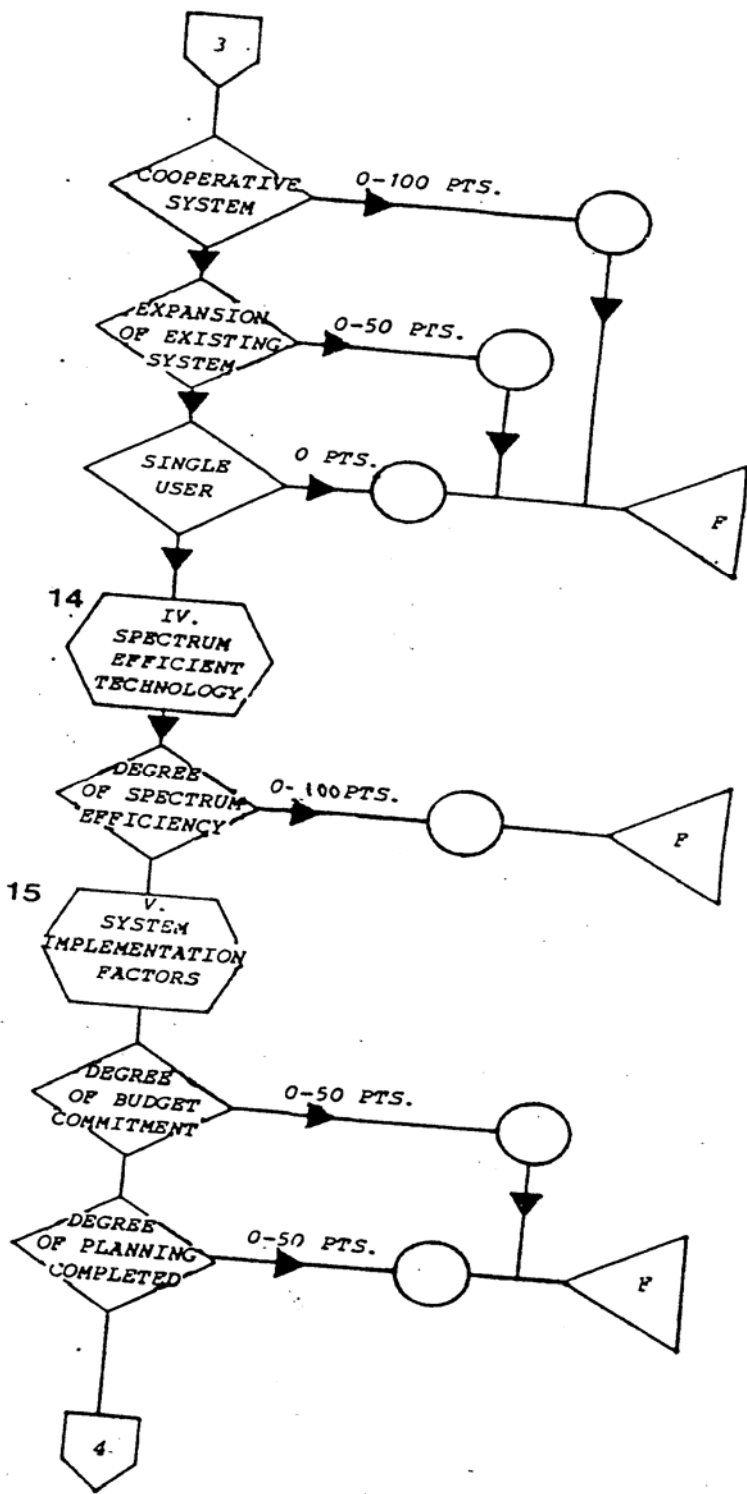 3
COOPERATIVE
SYSTEM
0-100 PTS.
EXPANSION
OF EXISTING
SYSTEM
0-50 PTS.
SINGLE
USER
0 PTS.
F
14
IV.
SPECTRUM
EFFICIENT
TECHNOLOGY
DEGREE
OF SPECTRUM
EFFICIENCY
0-100 PTS.
F
15
V.
SYSTEM
IMPLEMENTATION
FACTORS
DEGREE
OF BUDGET
COMMITMENT
0-50 PTS.
DEGREE
OF PLANNING
COMPLETED
0-50 PTS.
F
4